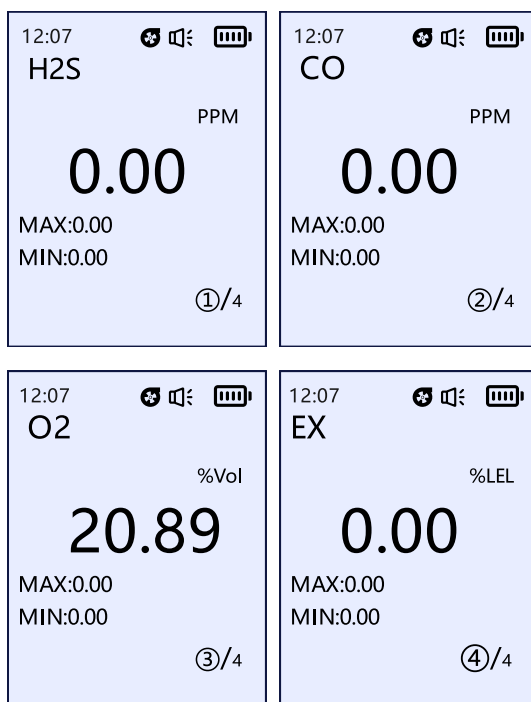 12:07
H2S
PPM
0.00
MAX:0.00
MIN:0.00
①/4
12:07
CO
PPM
0.00
MAX:0.00
MIN:0.00
②/4
12:07
O2
%Vol
20.89
MAX:0.00
MIN:0.00
③/4
12:07
EX
%LEL
0.00
MAX:0.00
MIN:0.00
④/4